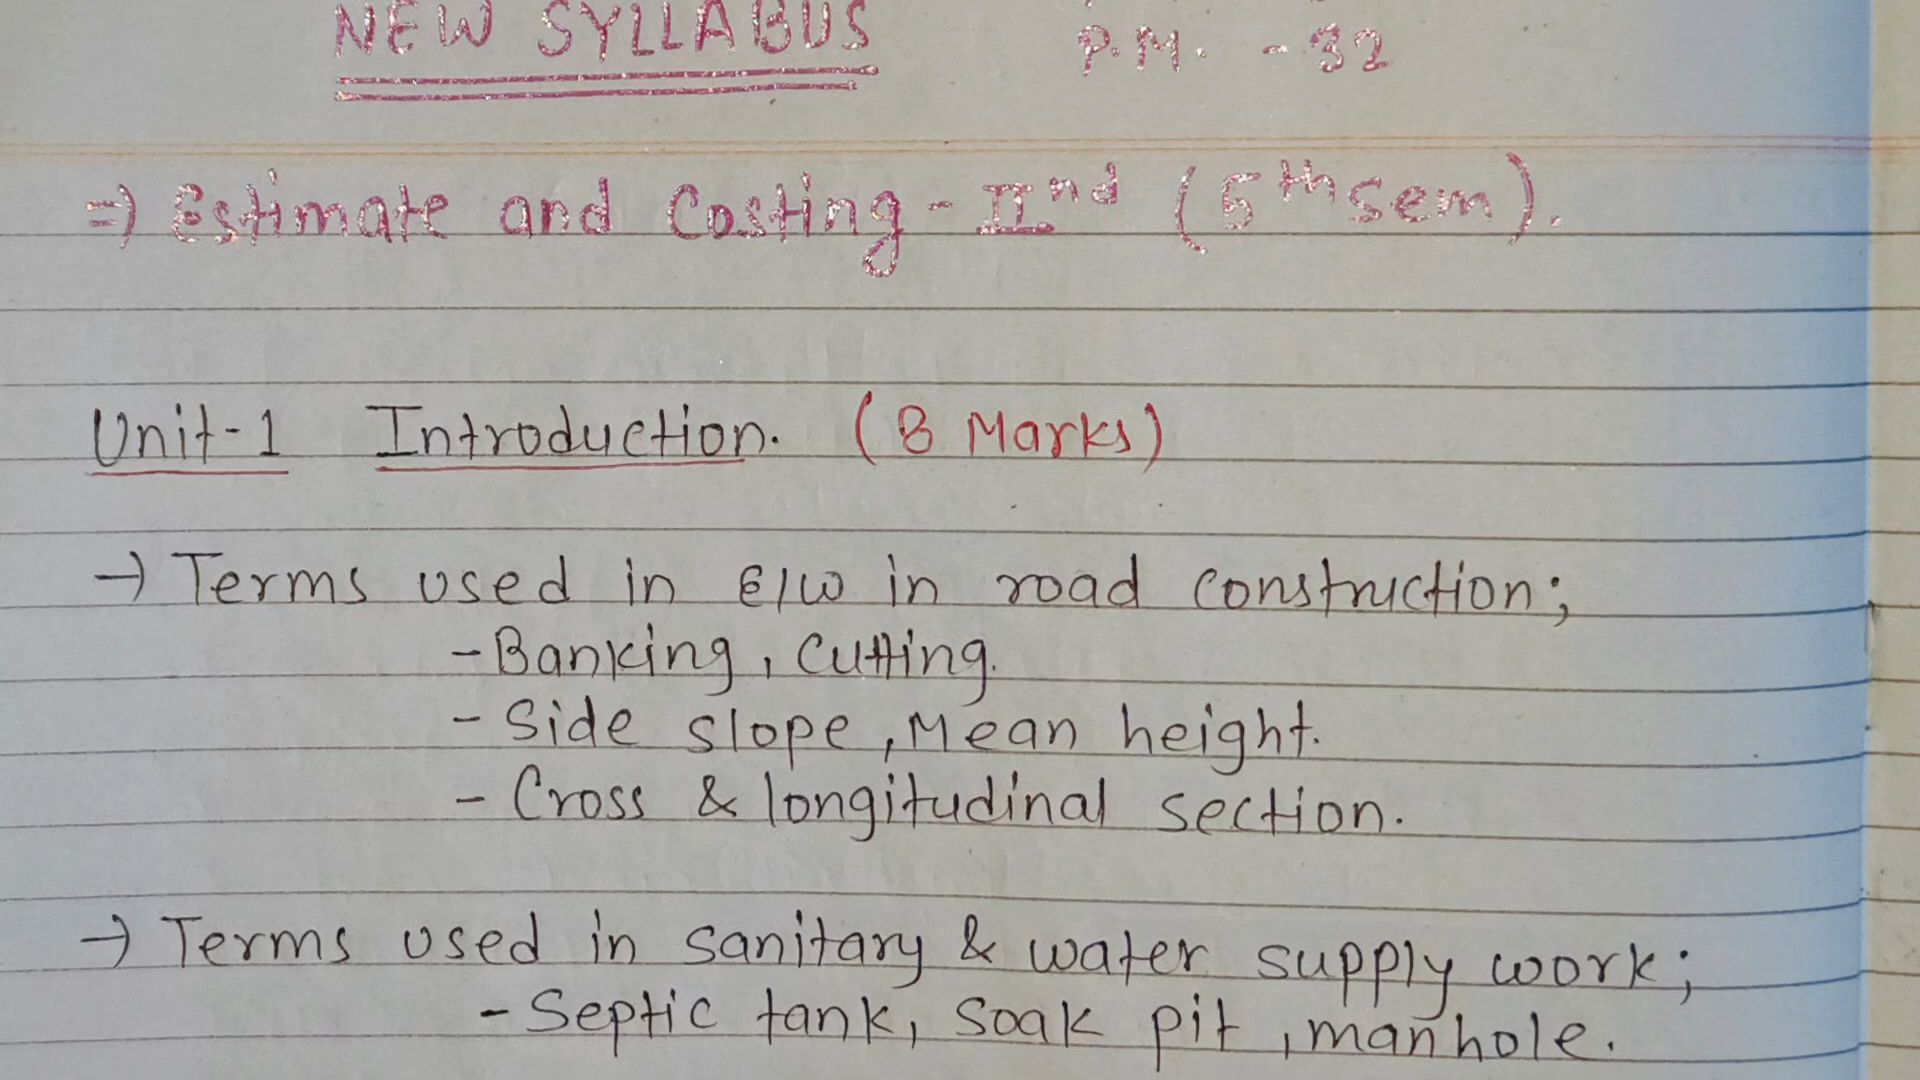 NEW SYLLABUS P.M. - 32
⇒ Estimate and Costing - IInd (5th sem).
Unit-1 Introduction. (8 Marks)
→ Terms used in E/W in road construction;
- Banking, Cutting.
- Side slope, Mean height.
- Cross & longitudinal section.
→ Terms used in sanitary & water supply work;
- Septic tank, Soak pit, manhole.